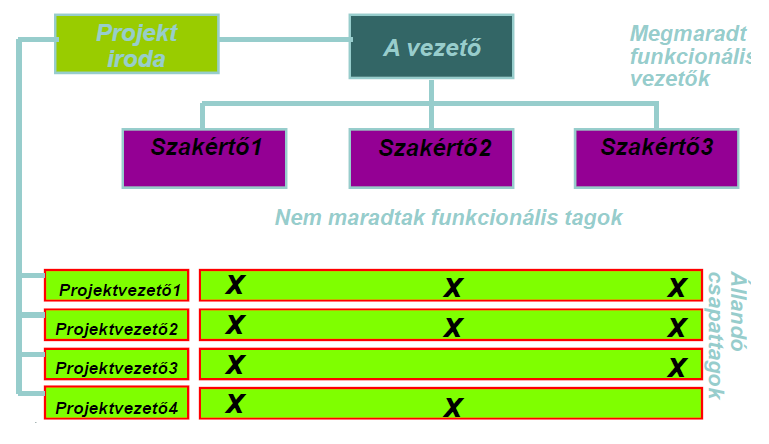 Projekt
iroda
A vezető
Megmaradt
funkcionális
vezetők
Szakértő1
Szakértő2
Szakértő3
Nem maradtak funkcionális tagok
Projektvezető1
X X X
Projektvezető2
X X X
Projektvezető3
X X
Projektvezető4
X X
Állandó
csapattagok